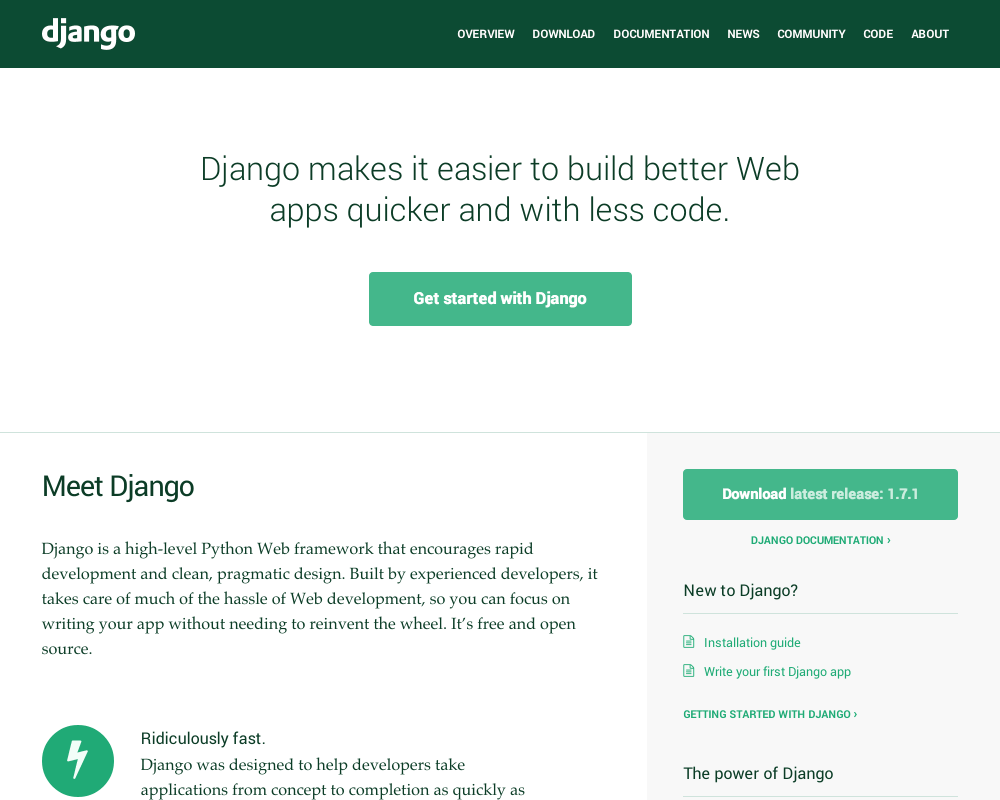 django
OVERVIEW DOWNLOAD DOCUMENTATION NEWS COMMUNITY CODE ABOUT
Django makes it easier to build better Web
apps quicker and with less code.
Get started with Django
Meet Django
Django is a high-level Python Web framework that encourages rapid
development and clean, pragmatic design. Built by experienced developers, it
takes care of much of the hassle of Web development, so you can focus on
writing your app without needing to reinvent the wheel. It’s free and open
source.
Ridiculously fast.
Django was designed to help developers take
applications from concept to completion as quickly as
Download latest release: 1.7.1
DJANGO DOCUMENTATION ›
New to Django?
Installation guide
Write your first Django app
GETTING STARTED WITH DJANGO ›
The power of Django